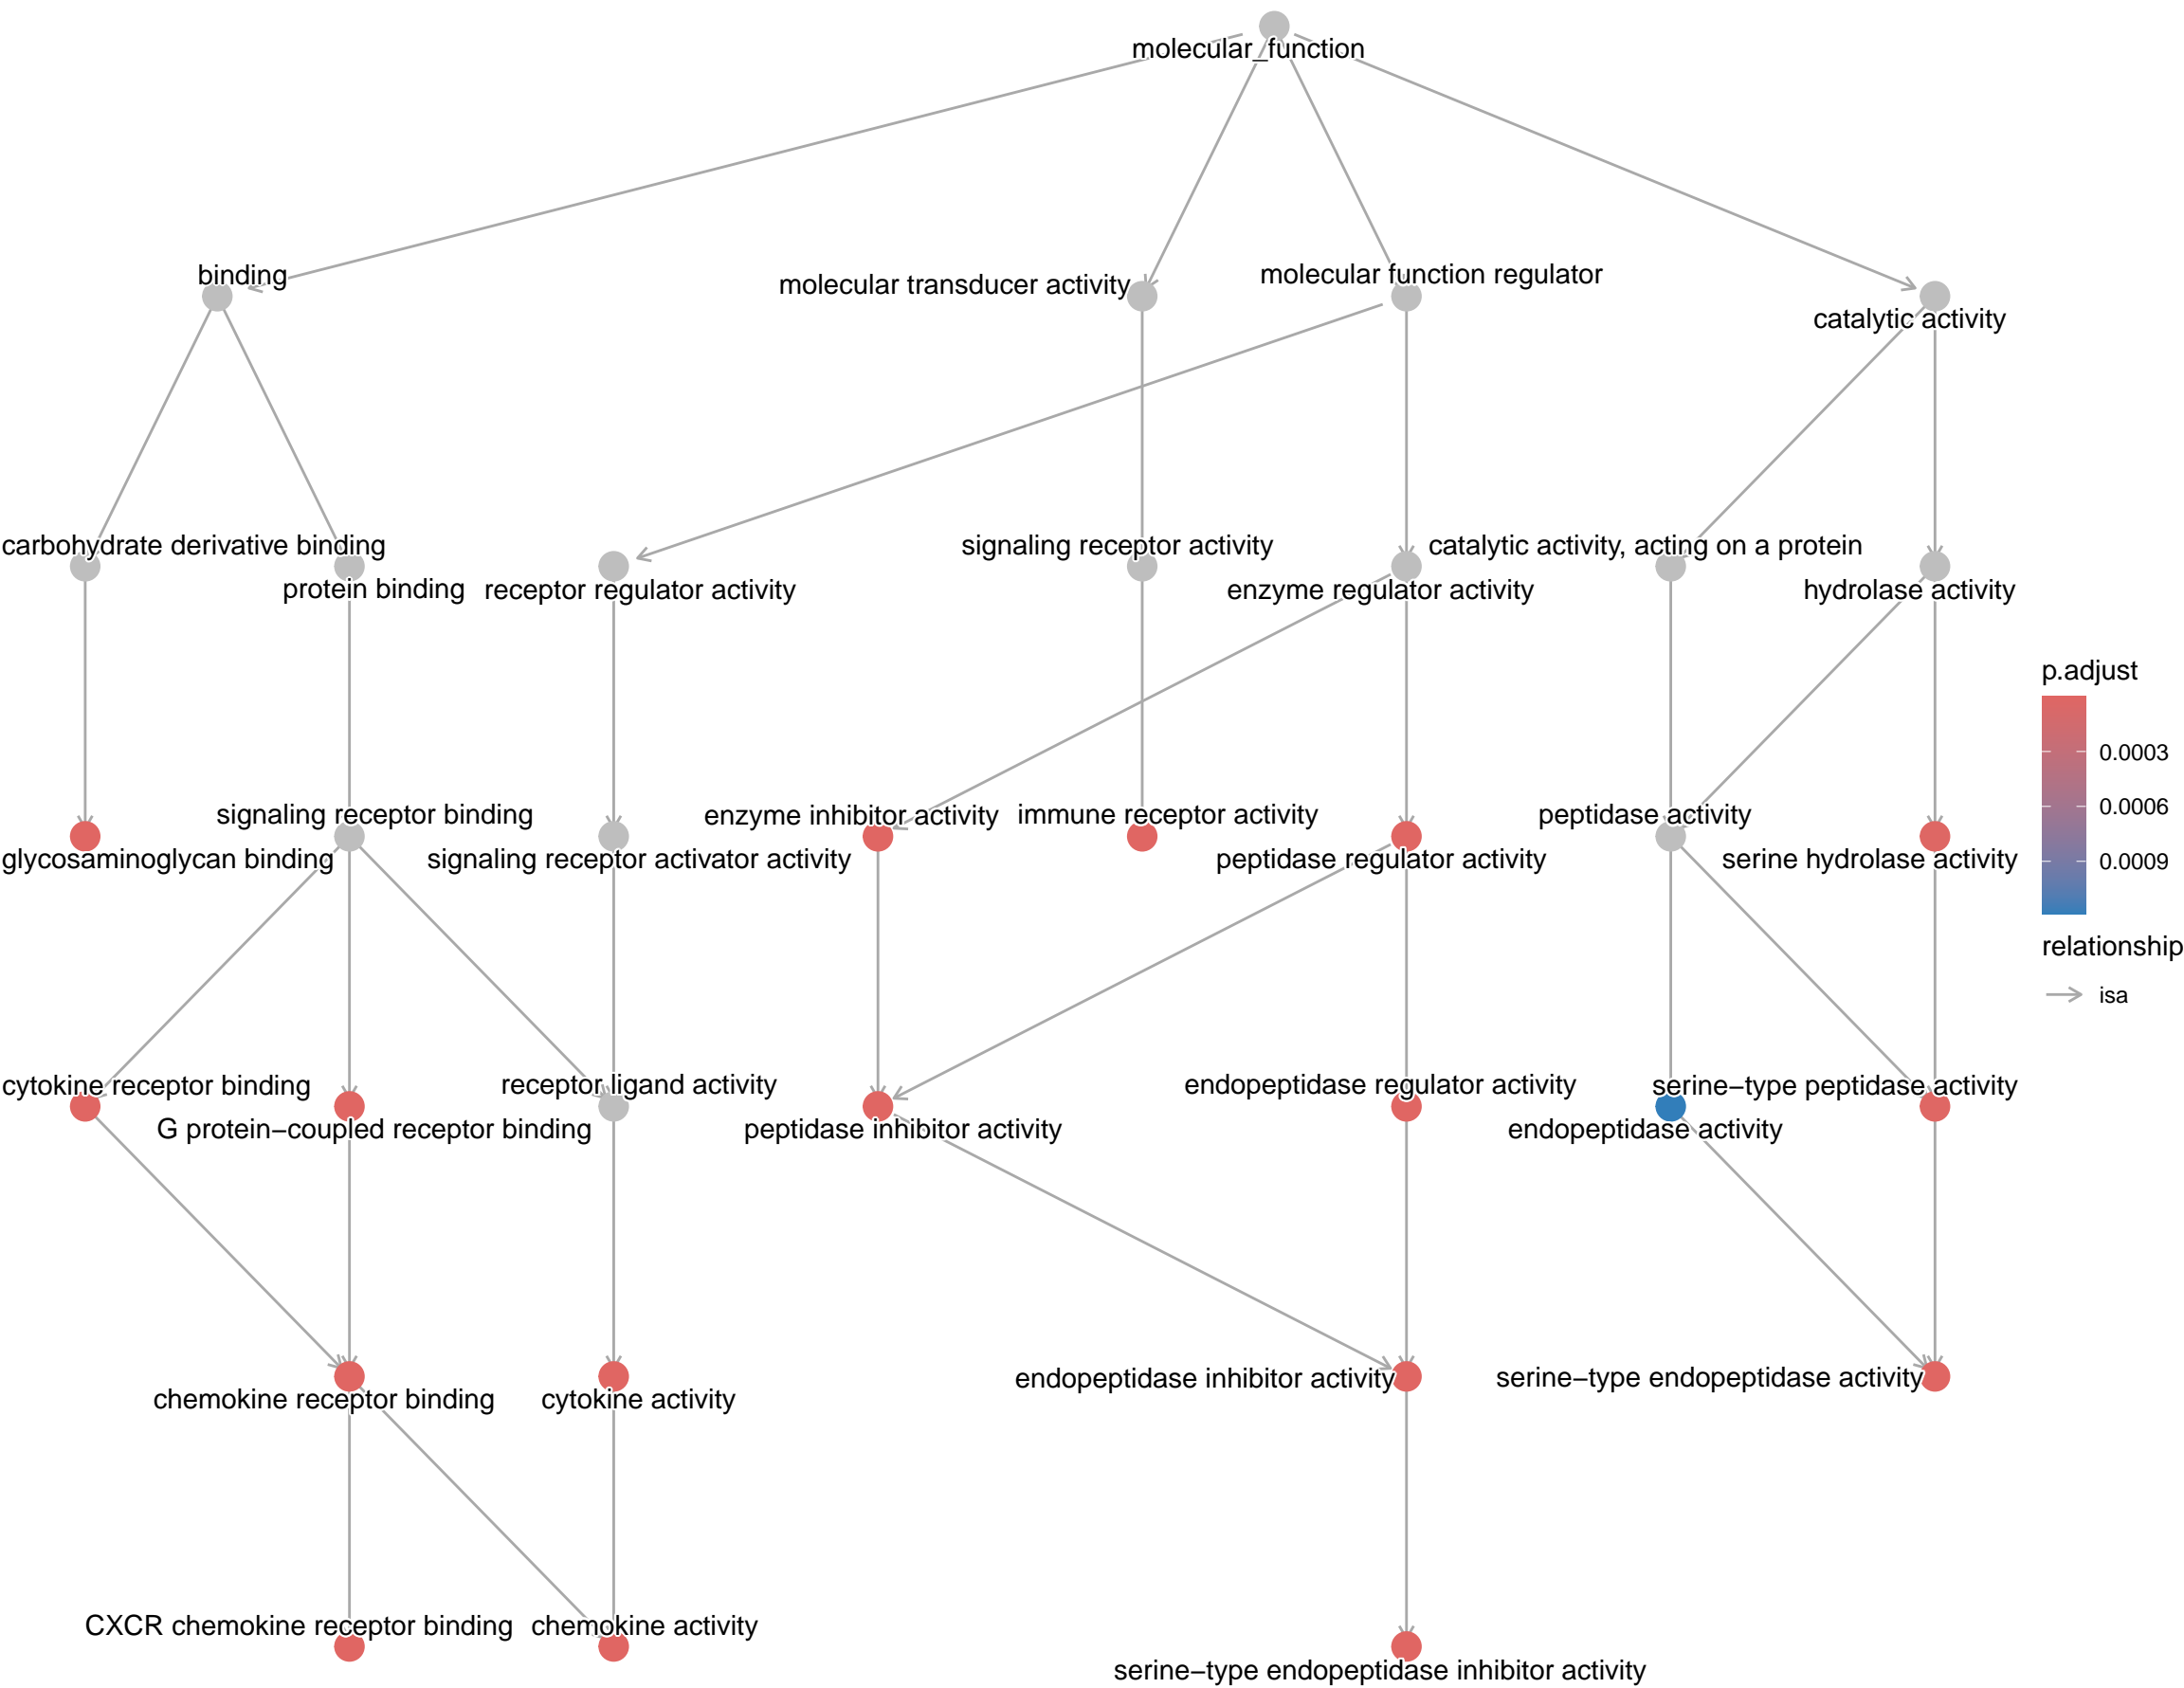 molecular_function
binding
molecular transducer activity
molecular function regulator
catalytic activity
carbohydrate derivative binding
protein binding
receptor regulator activity
signaling receptor activity
enzyme regulator activity
catalytic activity, acting on a protein
hydrolase activity
glycosaminoglycan binding
signaling receptor binding
signaling receptor activator activity
enzyme inhibitor activity
immune receptor activity
peptidase regulator activity
peptidase activity
serine hydrolase activity
cytokine receptor binding
G protein−coupled receptor binding
receptor ligand activity
peptidase inhibitor activity
endopeptidase regulator activity
endopeptidase activity
serine−type peptidase activity
chemokine receptor binding
cytokine activity
endopeptidase inhibitor activity
serine−type endopeptidase activity
CXCR chemokine receptor binding
chemokine activity
serine−type endopeptidase inhibitor activity
p.adjust
0.0003
0.0006
0.0009
relationship
isa